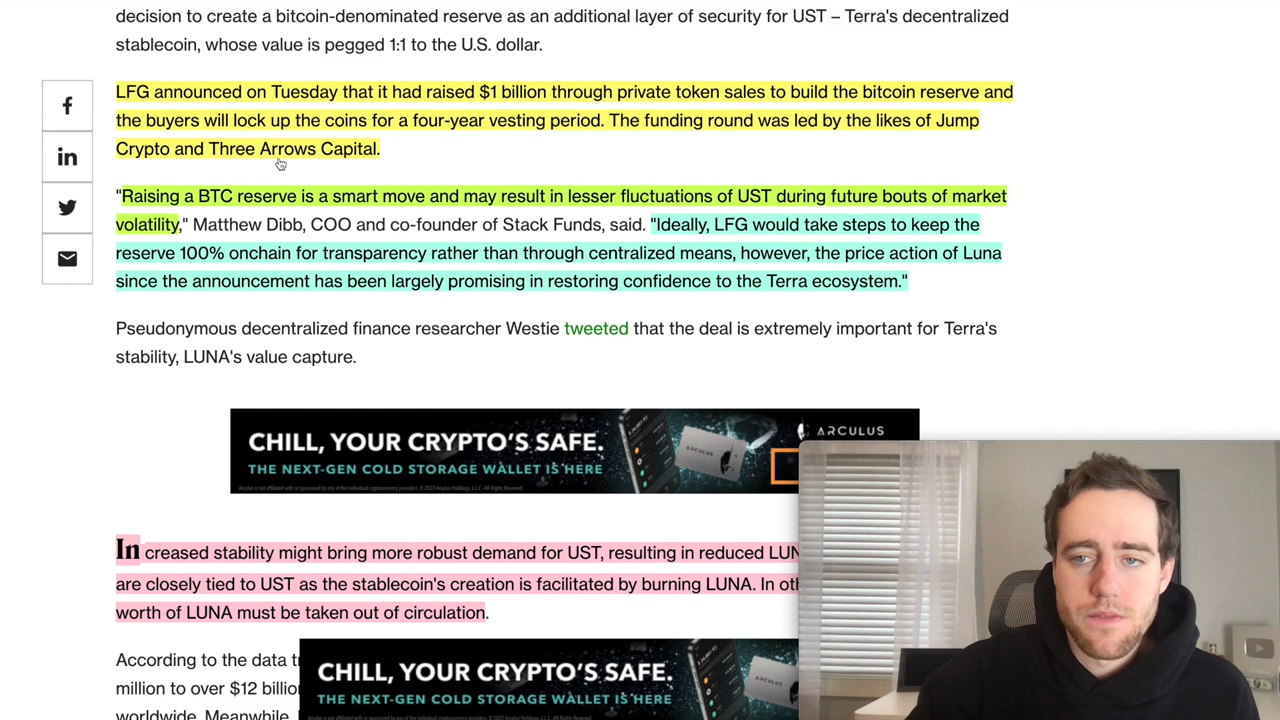 decision to create a bitcoin-denominated reserve as an additional layer of security for UST – Terra's decentralized
stablecoin, whose value is pegged 1:1 to the U.S. dollar.
LFG announced on Tuesday that it had raised $1 billion through private token sales to build the bitcoin reserve and
the buyers will lock up the coins for a four-year vesting period. The funding round was led by the likes of Jump
Crypto and Three Arrows Capital.
"Raising a BTC reserve is a smart move and may result in lesser fluctuations of UST during future bouts of market
volatility," Matthew Dibb, COO and co-founder of Stack Funds, said. "Ideally, LFG would take steps to keep the
reserve 100% onchain for transparency rather than through centralized means, however, the price action of Luna
since the announcement has been largely promising in restoring confidence to the Terra ecosystem."
Pseudonymous decentralized finance researcher Westie tweeted that the deal is extremely important for Terra's
stability, LUNA's value capture.
CHILL, YOUR CRYPTO'S SAFE.
THE NEXT-GEN COLD STORAGE WALLET IS HERE
ARCULUS
In creased stability might bring more robust demand for UST, resulting in reduced LUN
are closely tied to UST as the stablecoin's creation is facilitated by burning LUNA. In oth
worth of LUNA must be taken out of circulation.
According to the data t
million to over $12 billio
worldwide. Meanwhile,
CHILL, YOUR CRYPTO'S SAFE.
THE NEXT-GEN COLD STORAGE WALLET IS HERE